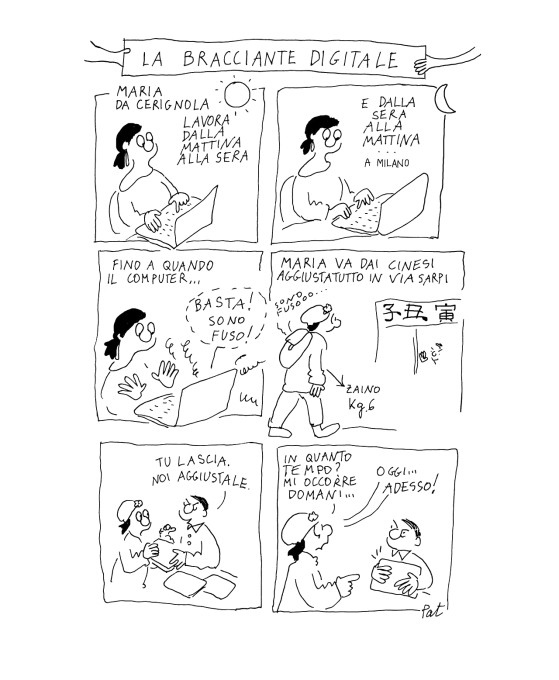 LA BRACCIANTE DIGITALE
MARIA
DA CERIGNOLA
LAVORA
DALLA
MATTINA
ALLA SERA
E DALLA
SERA
ALLA
MATTINA
...
A MILANO
FINO A QUANDO
IL COMPUTER...
BASTA!
SONO
FUSO!
MARIA VA DAI CINESI
AGGIUSTATUTTO IN VIA SARPI
SONO
FUSOOO...
子丑寅
ZAINO
Kg.6
TU LASCIA.
NOI AGGIUSTALE.
IN QUANTO
TEMPO?
MI OCCORRE
DOMANI...
OGGI...
ADESSO!
Pat